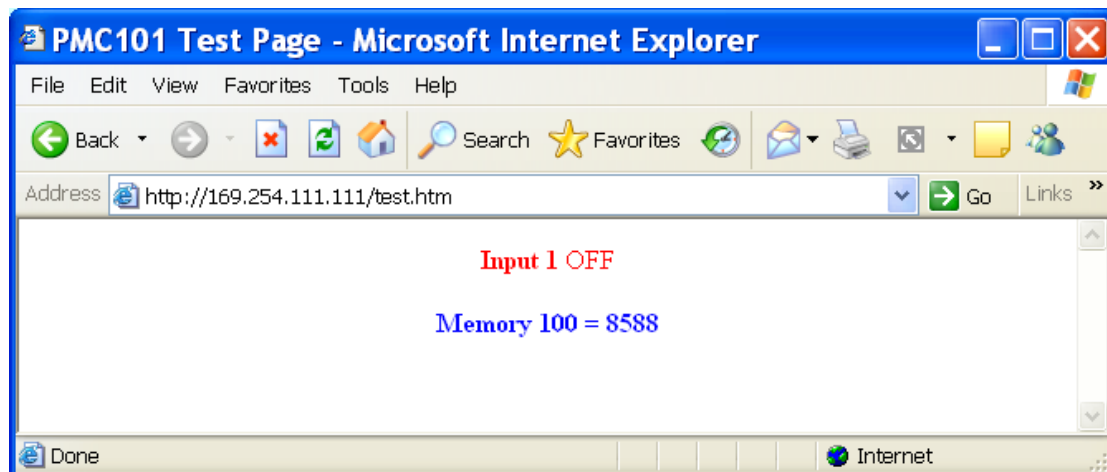 PMC101 Test Page - Microsoft Internet Explorer
File Edit View Favorites Tools Help
Back Search Favorites
Address http://169.254.111.111/test.htm Go Links »
Input 1 OFF
Memory 100 = 8588
Done Internet